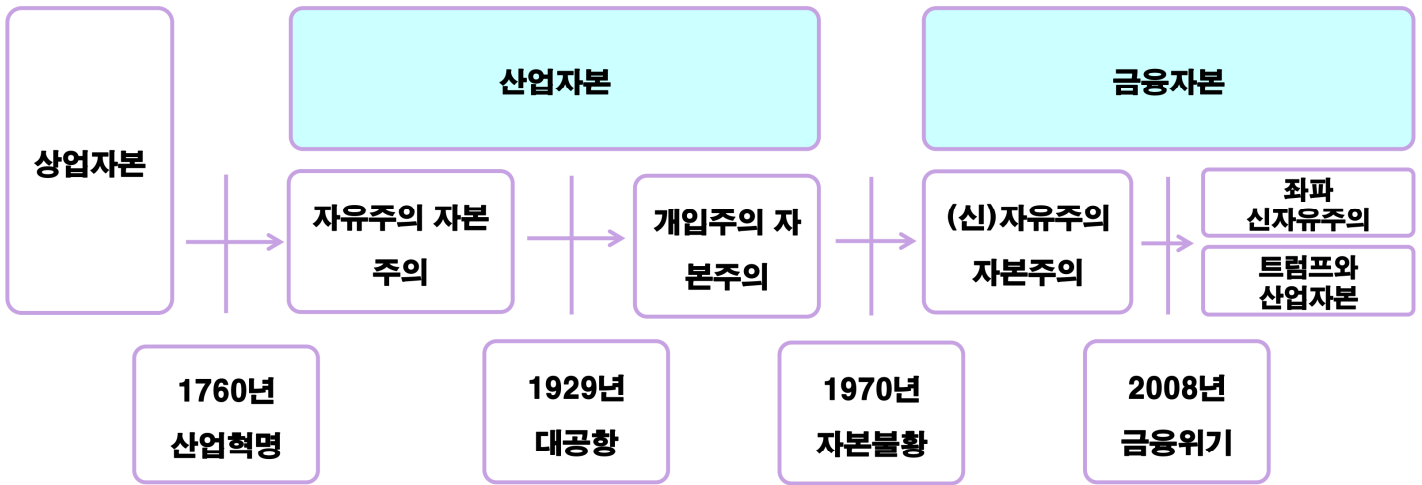 상업자본
산업자본
금융자본
자유주의 자본
주의
개입주의 자
본주의
(신)자유주의
자본주의
좌파
신자유주의
트럼프와
산업자본
1760년
산업혁명
1929년
대공항
1970년
자본불황
2008년
금융위기